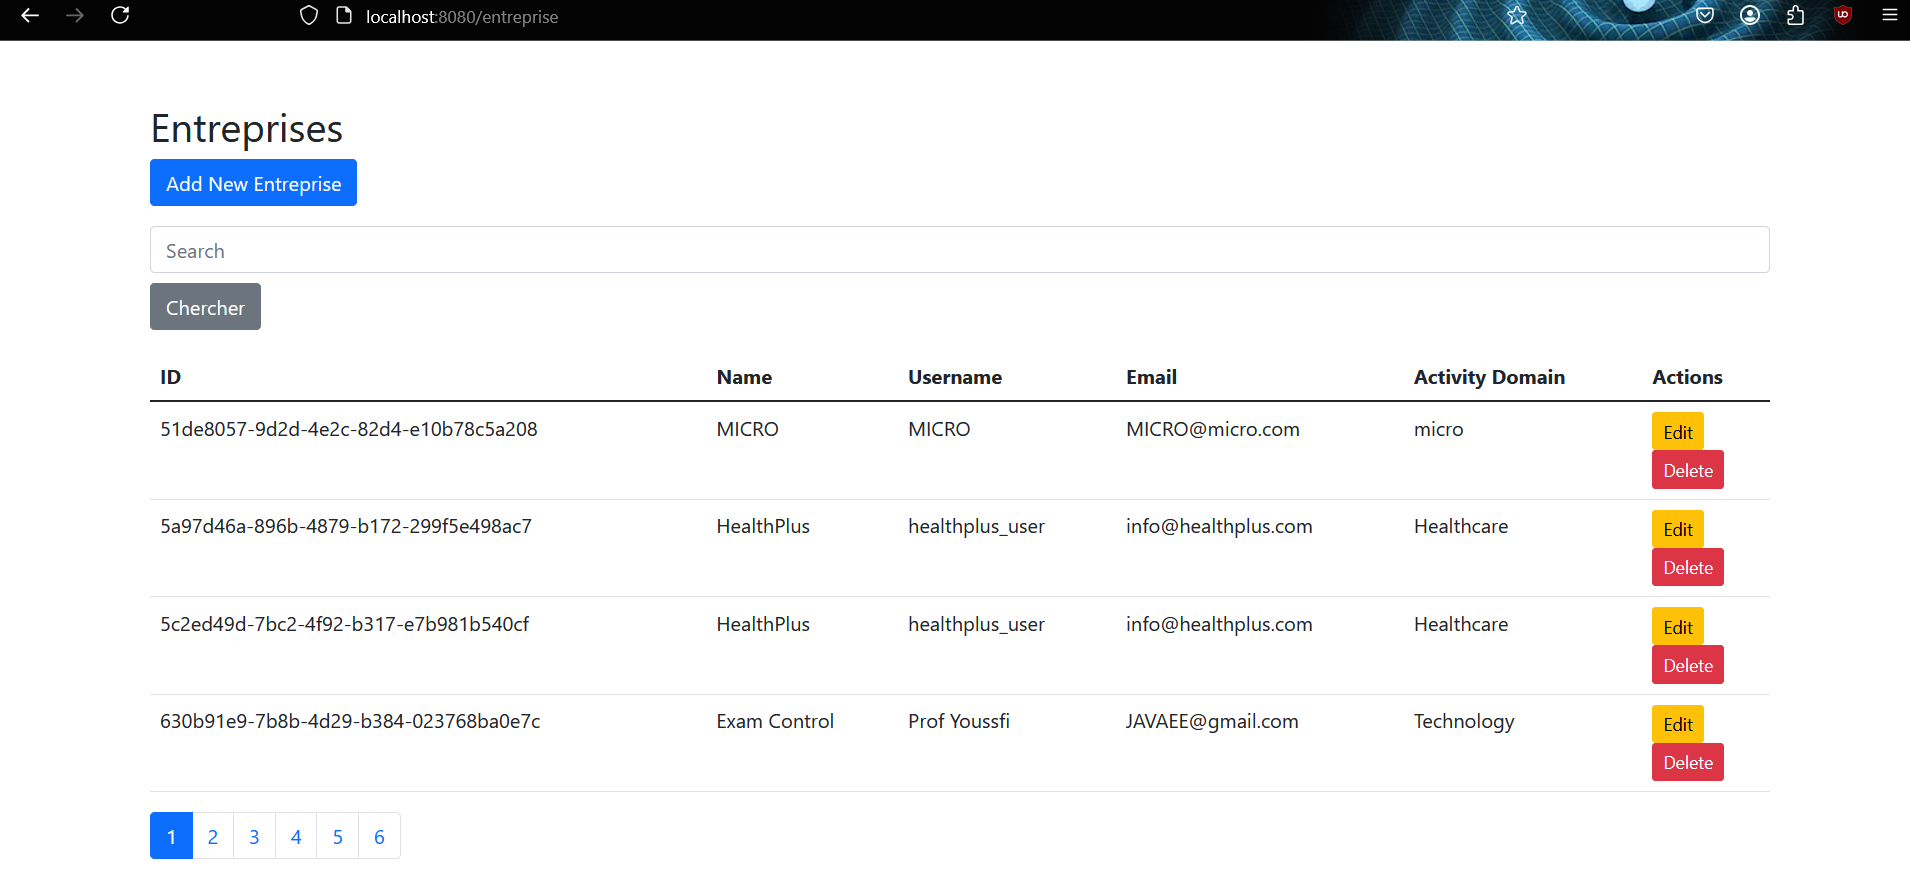 localhost:8080/entreprise
Entreprises
Add New Entreprise
Search
Chercher
ID Name Username Email Activity Domain Actions
51de8057-9d2d-4e2c-82d4-e10b78c5a208 MICRO MICRO MICRO@micro.com micro Edit
Delete
5a97d46a-896b-4879-b172-299f5e498ac7 HealthPlus healthplus_user info@healthplus.com Healthcare Edit
Delete
5c2ed49d-7bc2-4f92-b317-e7b981b540cf HealthPlus healthplus_user info@healthplus.com Healthcare Edit
Delete
630b91e9-7b8b-4d29-b384-023768ba0e7c Exam Control Prof Youssfi JAVAEE@gmail.com Technology Edit
Delete
1 2 3 4 5 6